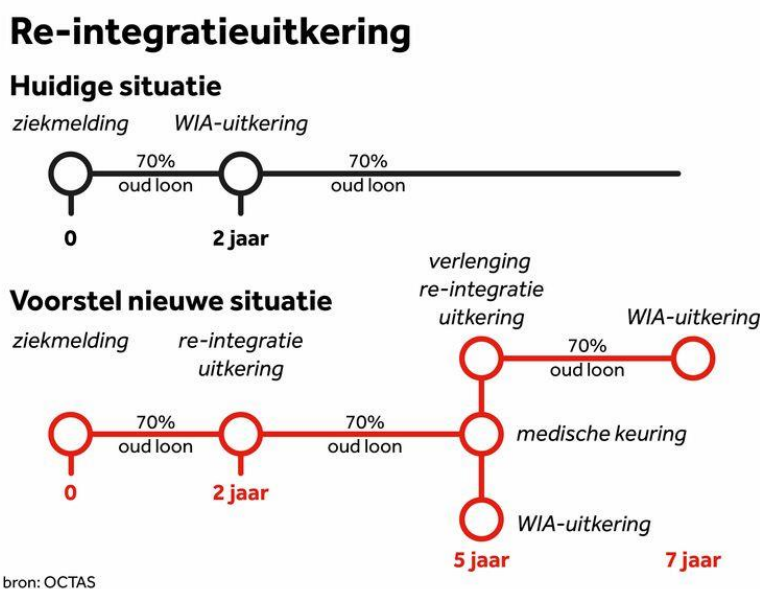 Re-integratieuitkering
Huidige situatie
ziekmelding
WIA-uitkering
70%
oud loon
70%
oud loon
0
2 jaar
Voorstel nieuwe situatie
ziekmelding
re-integratie
uitkering
verlenging
re-integratie
uitkering
WIA-uitkering
70%
oud loon
70%
oud loon
70%
oud loon
medische keuring
0
2 jaar
WIA-uitkering
5 jaar
7 jaar
bron: OCTAS